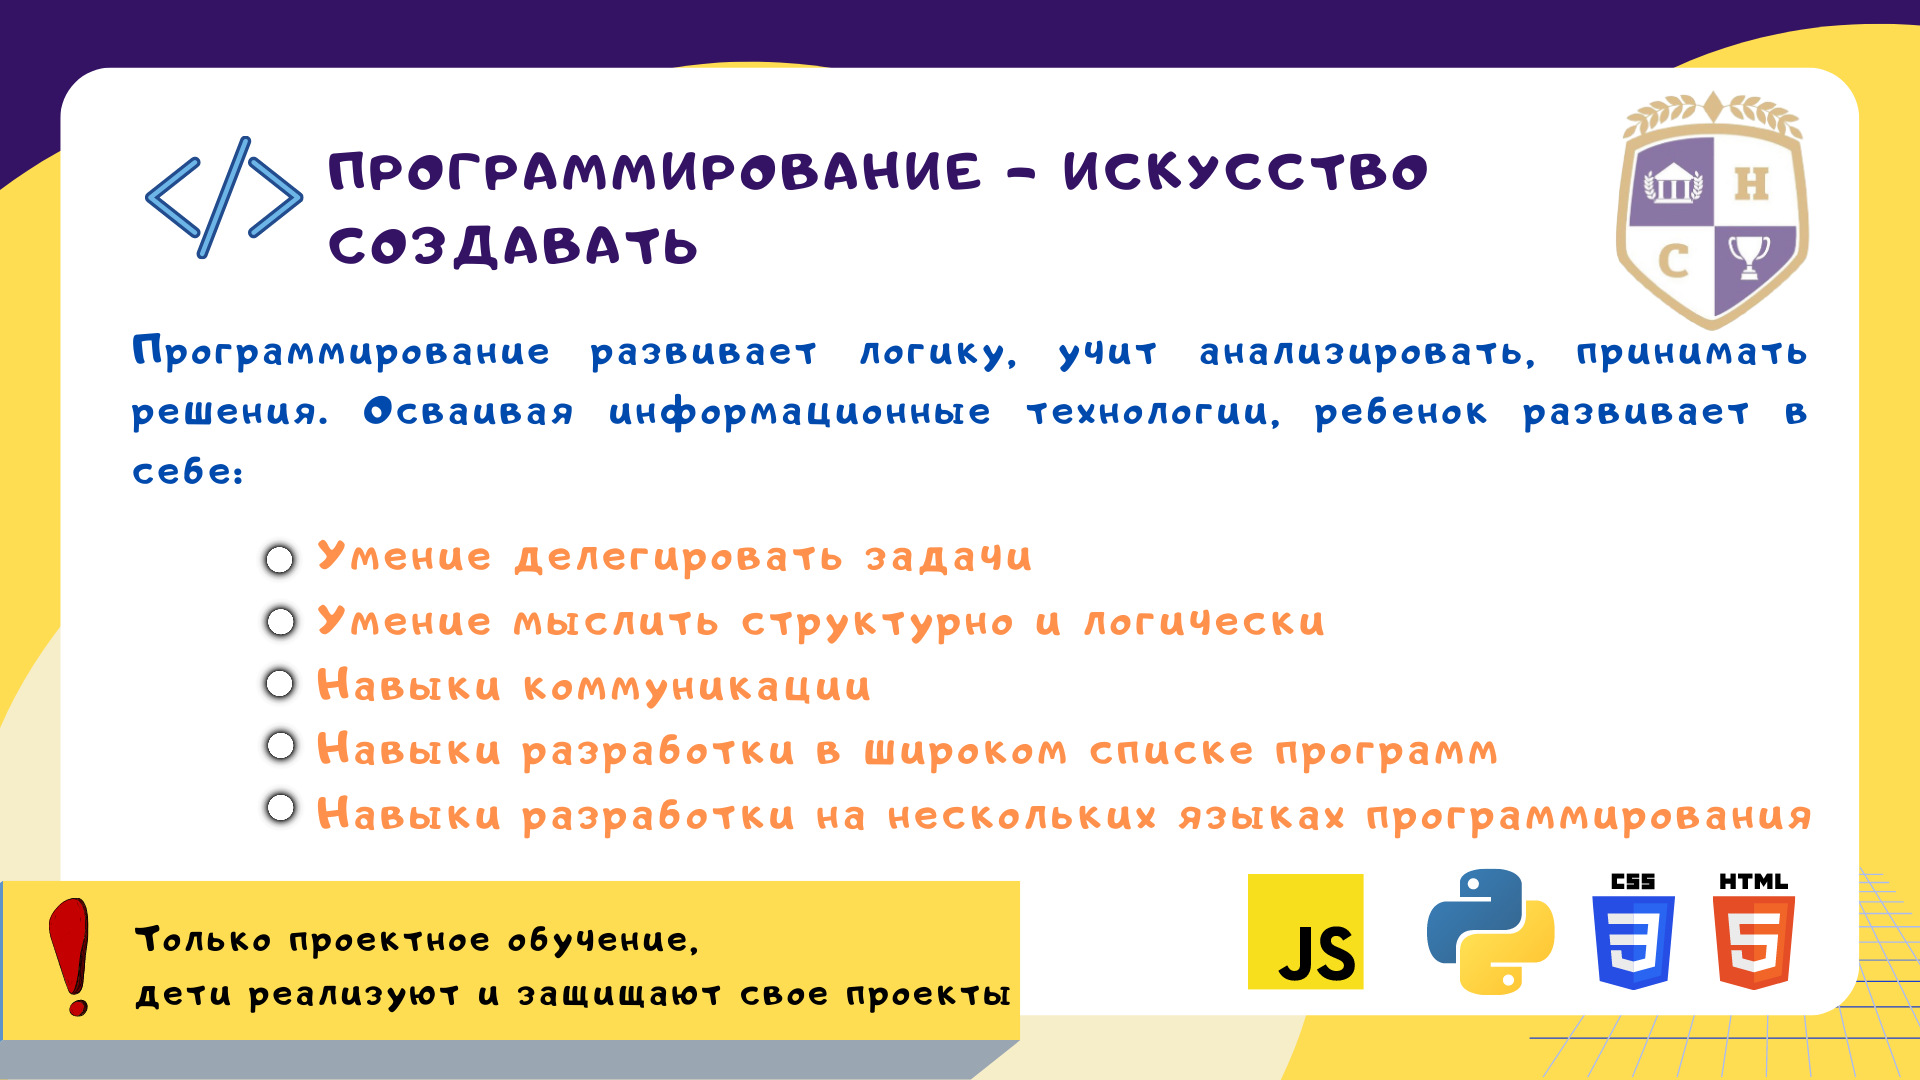 ПРОГРАММИРОВАНИЕ - ИСКУССТВО
СОЗДАВАТЬ
Н
С
Программирование развивает логику, учит анализировать, принимать
решения. Осваивая информационные технологии, ребенок развивает в
себе:
Умение делегировать задачи
Умение мыслить структурно и логически
Навыки коммуникации
Навыки разработки в широком списке программ
Навыки разработки на нескольких языках программирования
Только проектное обучение,
дети реализуют и защищают свое проекты
JS
CSS
3
HTML
5